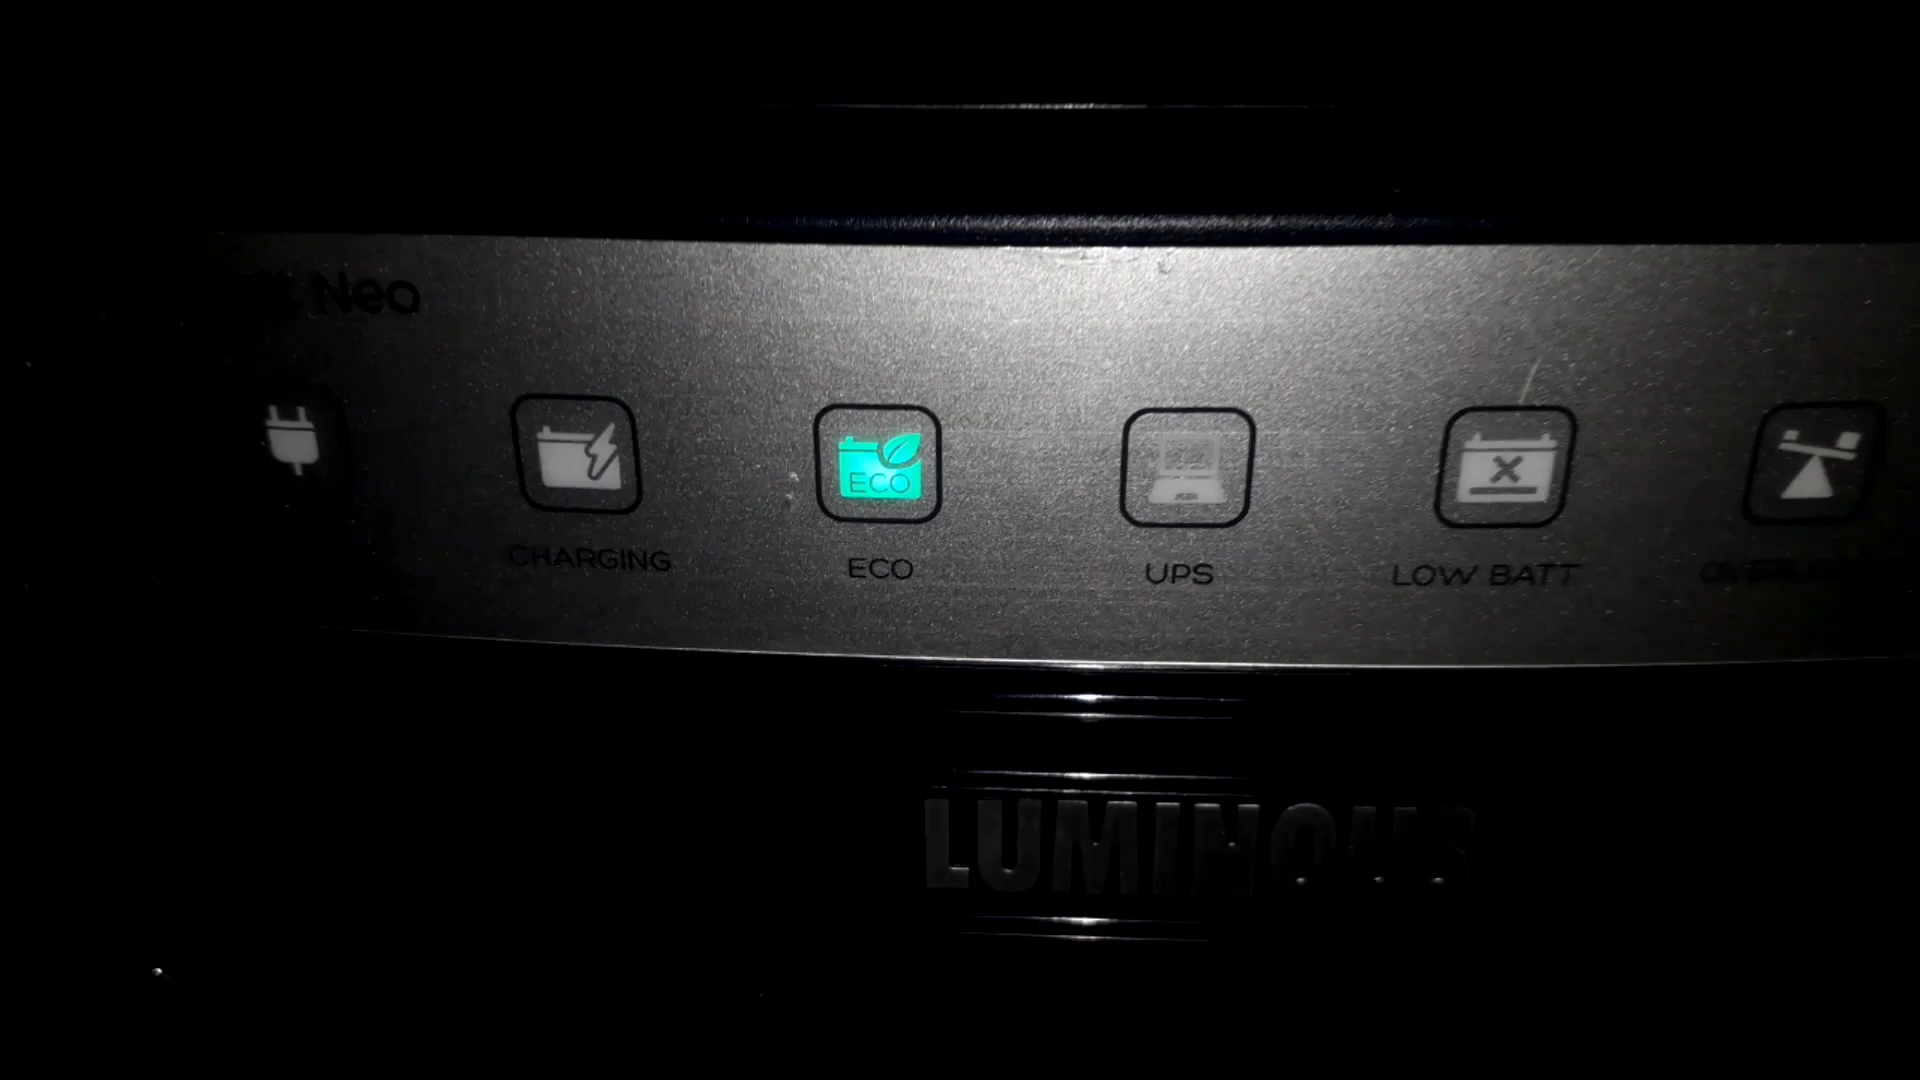 Neo
ECO
CHARGING
ECO
UPS
LOW BATT
LUMINOUS